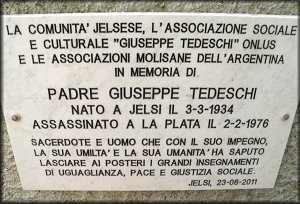 LA COMUNITA' JELSESE, L'ASSOCIAZIONE SOCIALE
E CULTURALE "GIUSEPPE TEDESCHI" ONLUS
E LE ASSOCIAZIONI MOLISANE DELL'ARGENTINA
IN MEMORIA DI
PADRE GIUSEPPE TEDESCHI
NATO A JELSI IL 3-3-1934
ASSASSINATO A LA PLATA IL 2-2-1976
SACERDOTE E UOMO CHE CON IL SUO IMPEGNO,
LA SUA UMILTA' E LA SUA UMANITA' HA SAPUTO
LASCIARE AI POSTERI I GRANDI INSEGNAMENTI
DI UGUAGLIANZA, PACE E GIUSTIZIA SOCIALE.
JELSI, 23-06-2011